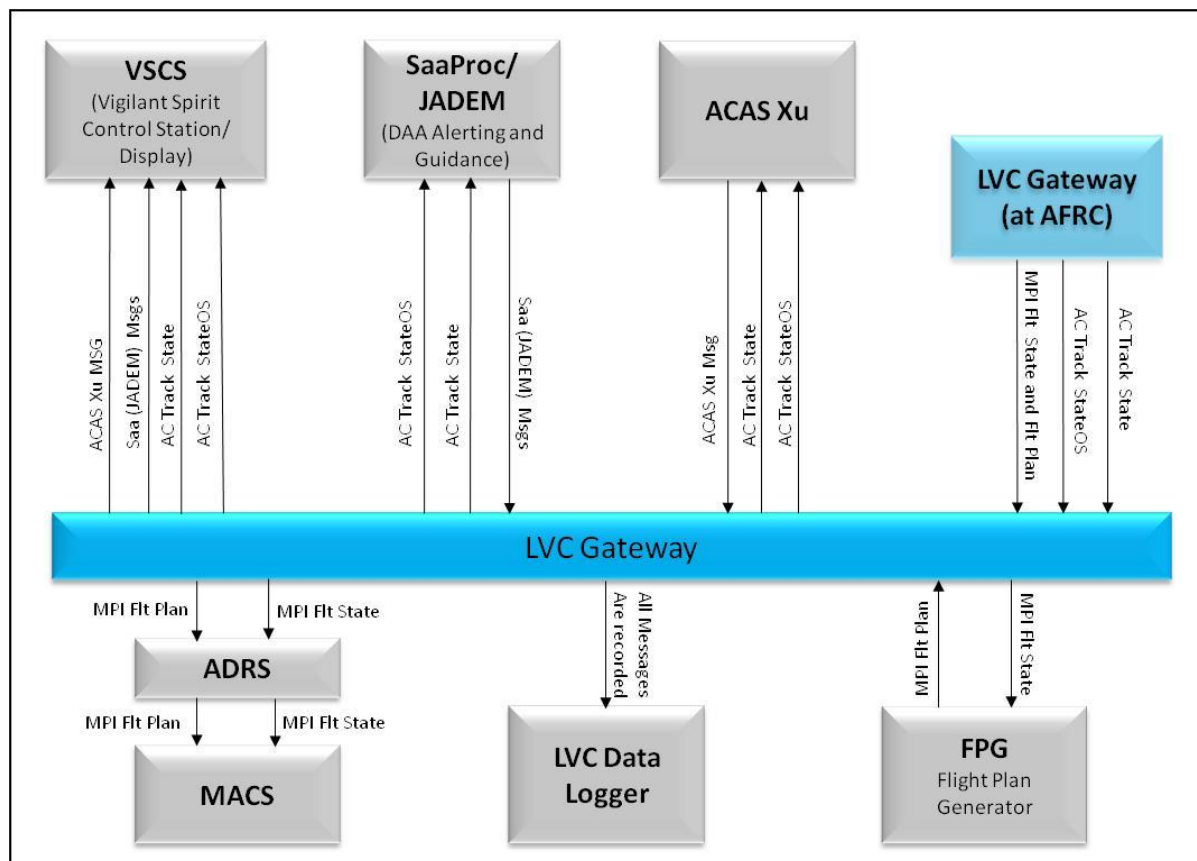 VSCS
(Vigilant Spirit
Control Station/
Display)
SaaProc/
JADEM
(DAA Alerting and
Guidance)
ACAS Xu
LVC Gateway
(at AFRC)
ACAS Xu MSG
Saa (JADEM) Msgs
AC Track State
AC Track StateOS
AC Track StateOS
AC Track State
Saa (JADEM) Msgs
ACAS Xu Msg
AC Track State
AC Track StateOS
MPI Flt State and Flt Plan
AC Track StateOS
AC Track State
LVC Gateway
MPI Flt Plan
MPI Flt State
ADRS
MPI Flt Plan
MPI Flt State
MACS
All Messages
Are recorded
LVC Data
Logger
MPI Flt Plan
MPI Flt State
FPG
Flight Plan
Generator